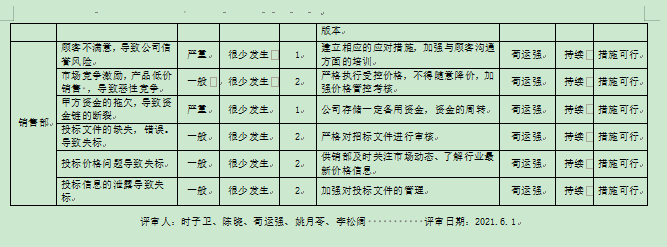 版本
销售部
顾客不满意,导致公司信
誉风险。
严重
很少发生
1
建立相应的应对措施,加强与顾客沟通
方面的培训
荀运强
持续
措施可行
市场竞争激励,产品低价
销售,导致恶性竞争
一般
很少发生
2
严格执行受控价格,不得随意降价,加
强价格管控考核
荀运强
持续
措施可行
甲方资金的拖欠,导致资
金链的断裂
严重
很少发生
1
公司存储一定备用资金,资金的周转
荀运强
持续
措施可行
投标文件的缺失,错误。
导致失标
一般
很少发生
2
严格对招标文件进行审核
荀运强
持续
措施可行
投标价格问题导致失标
一般
很少发生
2
供销部及时关注市场动态、了解行业最
新价格信息
荀运强
持续
措施可行
投标信息的泄露导致失
标
一般
很少发生
2
加强对投标文件的管理
荀运强
持续
措施可行
评审人:时子卫、陈晓、荀运强、姚月苓、李松阁 评审日期:2021.6.1